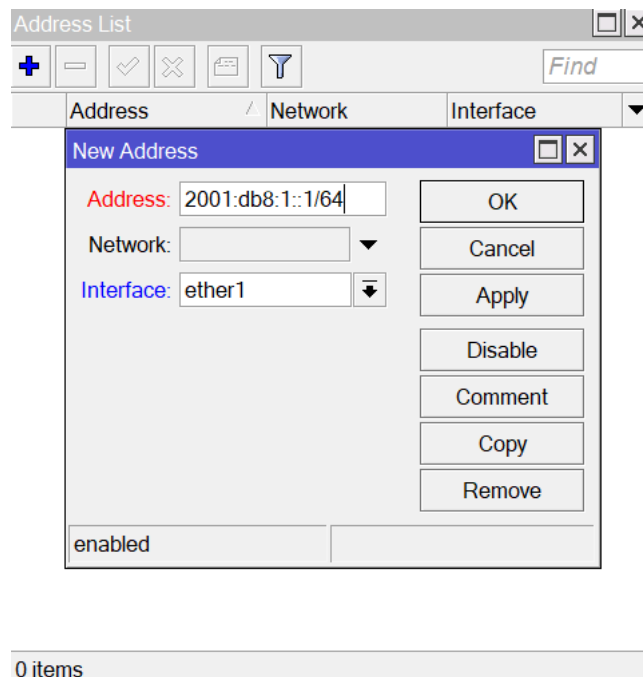 Address List
Find
Address Network Interface
New Address
Address: 2001:db8:1::1/64 OK
Network: Cancel
Interface: ether1 Apply
Disable
Comment
Copy
Remove
enabled
0 items